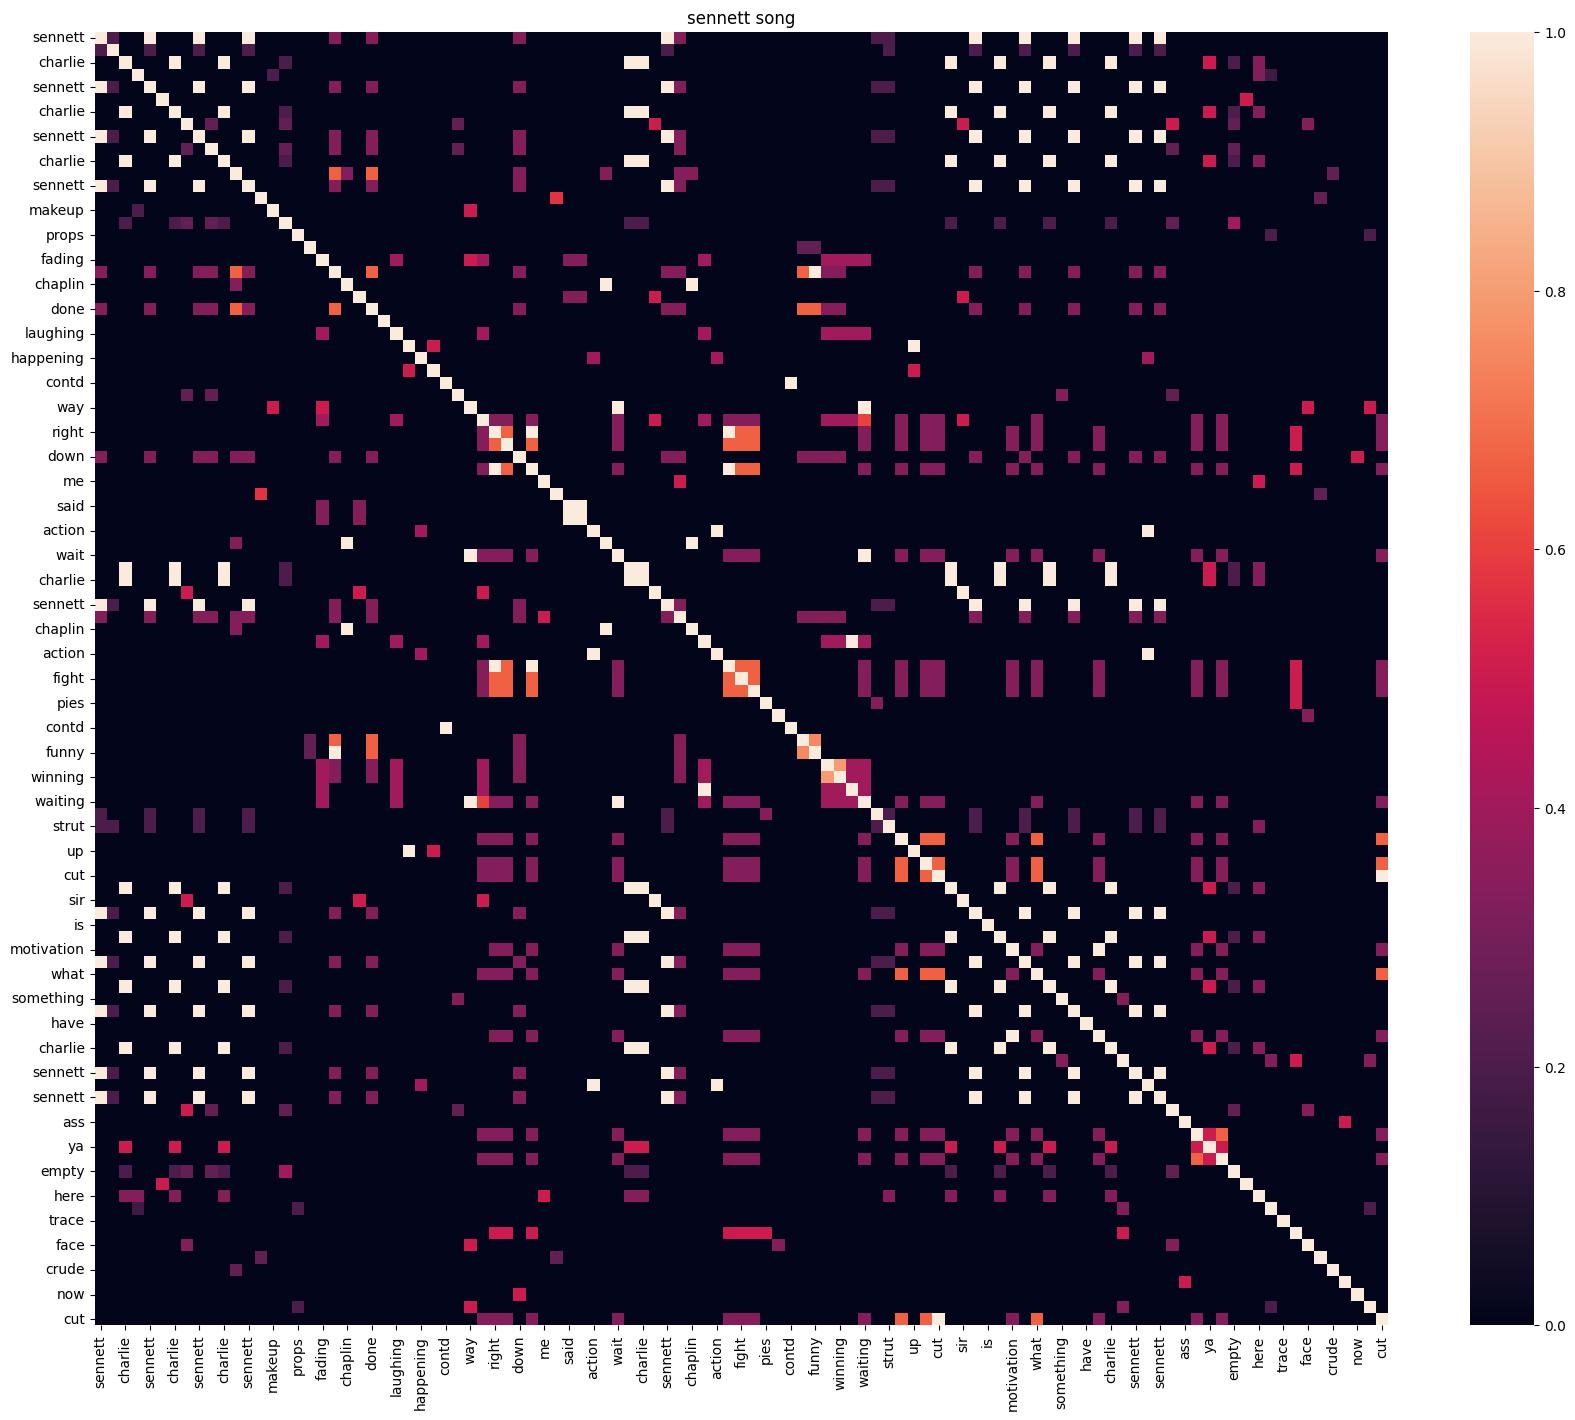 sennett song
sennett
charlie
sennett
charlie
sennett
charlie
sennett
makeup
props
fading
chaplin
done
laughing
happening
contd
way
right
down
me
said
action
wait
charlie
sennett
chaplin
action
fight
pies
contd
funny
winning
waiting
strut
up
cut
sir
is
motivation
what
something
have
charlie
sennett
sennett
ass
ya
empty
here
trace
face
crude
now
cut
1.0
0.8
0.6
0.4
0.2
0.0
sennett charlie sennett charlie sennett charlie sennett makeup props fading chaplin done laughing happening contd way right down me said action wait charlie sennett chaplin action fight pies contd funny winning waiting strut up cut sir is motivation what something have charlie sennett sennett ass ya empty here trace face crude now cut